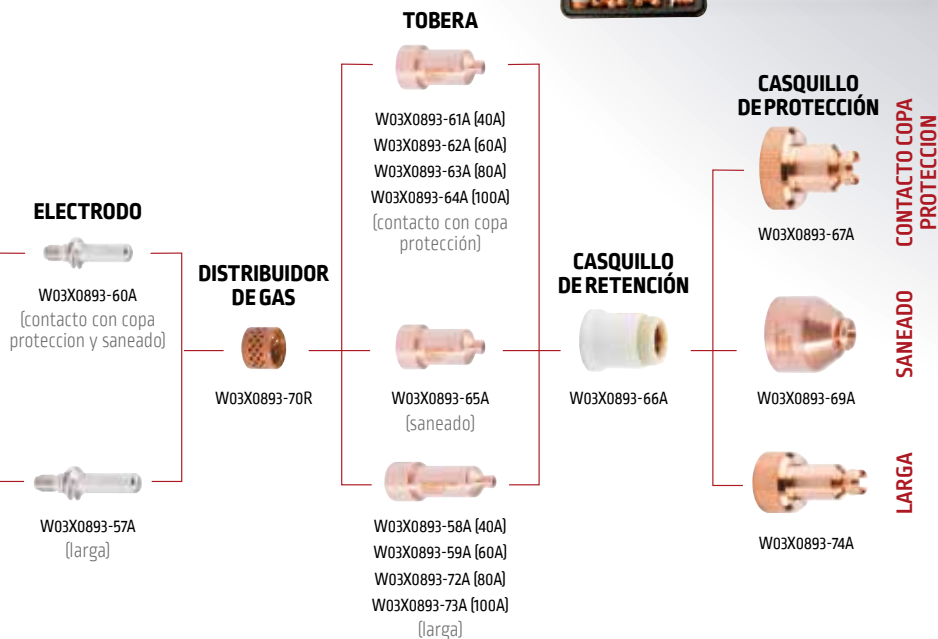 TOBERA
W03X0893-61A (40A)
W03X0893-62A (60A)
W03X0893-63A (80A)
W03X0893-64A (100A)
(contacto con copa
protección)
ELECTRODO
W03X0893-60A
(contacto con copa
proteccion y saneado)
W03X0893-57A
(larga)
DISTRIBUIDOR
DE GAS
W03X0893-70R
W03X0893-65A
(saneado)
W03X0893-58A (40A)
W03X0893-59A (60A)
W03X0893-72A (80A)
W03X0893-73A (100A)
(larga)
CASQUILLO
DE RETENCIÓN
W03X0893-66A
CASQUILLO
DE PROTECCIÓN
W03X0893-67A
CONTACTO COPA
PROTECCION
W03X0893-69A
SANEADO
W03X0893-74A
LARGA